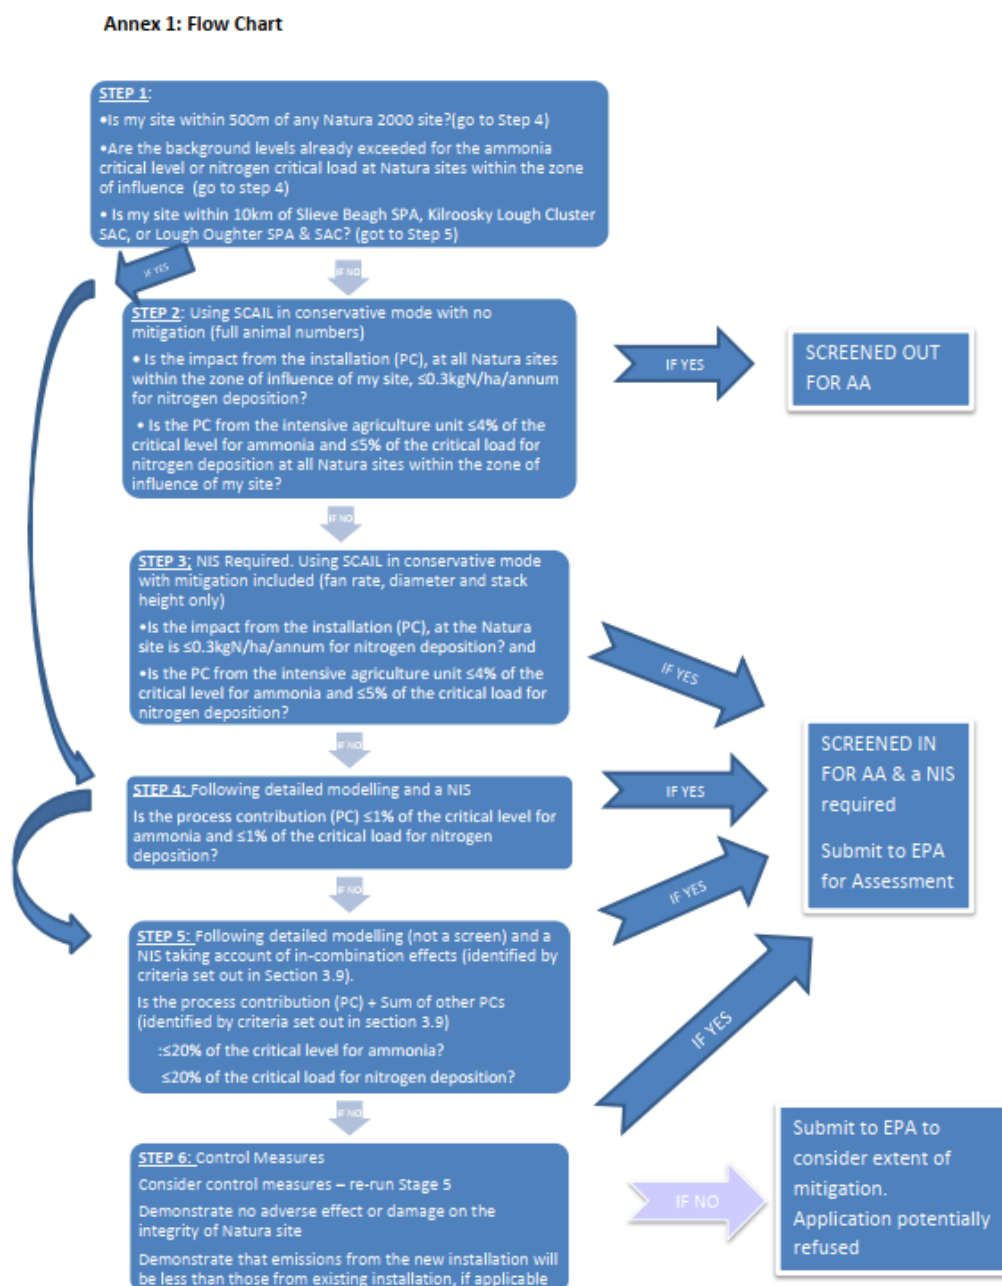 Annex 1: Flow Chart
STEP 1:
•Is my site within 500m of any Natura 2000 site?(go to Step 4)
•Are the background levels already exceeded for the ammonia
critical level or nitrogen critical load at Natura sites within the zone
of influence (go to step 4)
• Is my site within 10km of Slieve Beagh SPA, Kilroosky Lough Cluster
SAC, or Lough Oughter SPA & SAC? (got to Step 5)
IF YES
IF NO
STEP 2: Using SCAIL in conservative mode with no
mitigation (full animal numbers)
• Is the impact from the installation (PC), at all Natura sites
within the zone of influence of my site, ≤0.3kgN/ha/annum
for nitrogen deposition?
• Is the PC from the intensive agriculture unit ≤4% of the
critical level for ammonia and ≤5% of the critical load for
nitrogen deposition at all Natura sites within the zone of
influence of my site?
IF YES
SCREENED OUT
FOR AA
IF NO
STEP 3; NIS Required. Using SCAIL in conservative mode
with mitigation included (fan rate, diameter and stack
height only)
•Is the impact from the installation (PC), at the Natura
site is ≤0.3kgN/ha/annum for nitrogen deposition? and
•Is the PC from the intensive agriculture unit ≤4% of the
critical level for ammonia and ≤5% of the critical load for
nitrogen deposition?
IF YES
IF NO
STEP 4: Following detailed modelling and a NIS
Is the process contribution (PC) ≤1% of the critical level for
ammonia and ≤1% of the critical load for nitrogen
deposition?
IF YES
SCREENED IN
FOR AA & a NIS
required
Submit to EPA
for Assessment
IF NO
IF YES
STEP 5: Following detailed modelling (not a screen) and a
NIS taking account of in-combination effects (identified by
criteria set out in Section 3.9).
Is the process contribution (PC) + Sum of other PCs
(identified by criteria set out in section 3.9)
:≤20% of the critical level for ammonia?
≤20% of the critical load for nitrogen deposition?
IF YES
IF NO
STEP 6: Control Measures
Consider control measures – re-run Stage 5
Demonstrate no adverse effect or damage on the
integrity of Natura site
Demonstrate that emissions from the new installation will
be less than those from existing installation, if applicable
IF NO
Submit to EPA to
consider extent of
mitigation.
Application potentially
refused